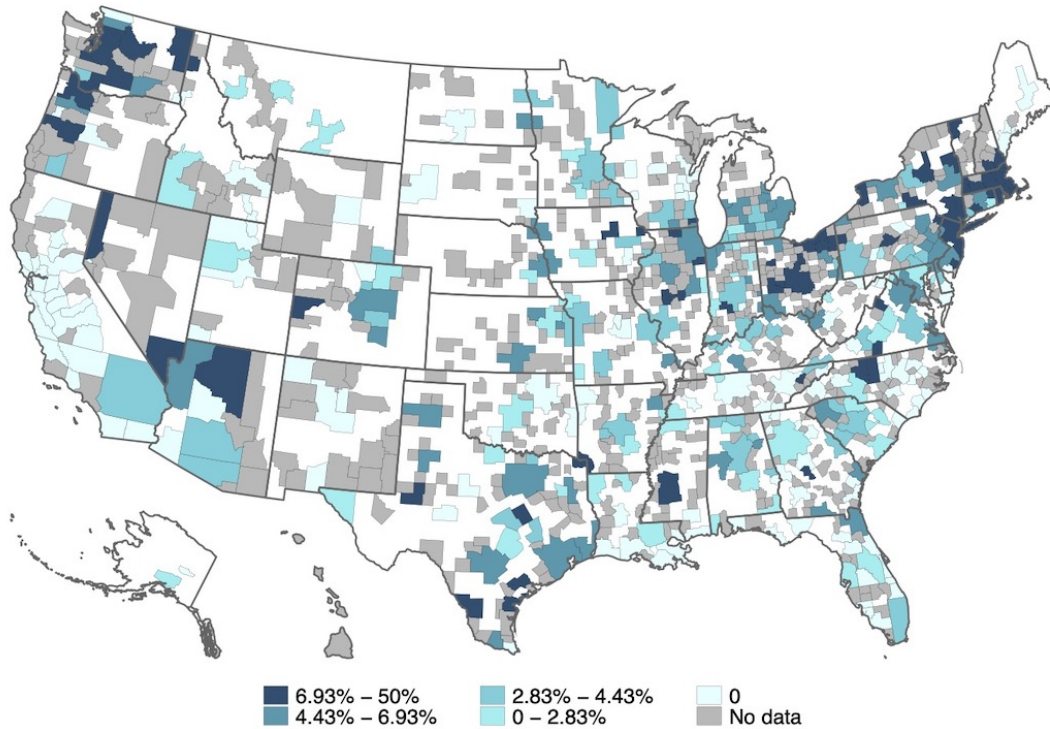 6.93% – 50% 2.83% – 4.43% 0
4.43% – 6.93% 0 – 2.83% No data